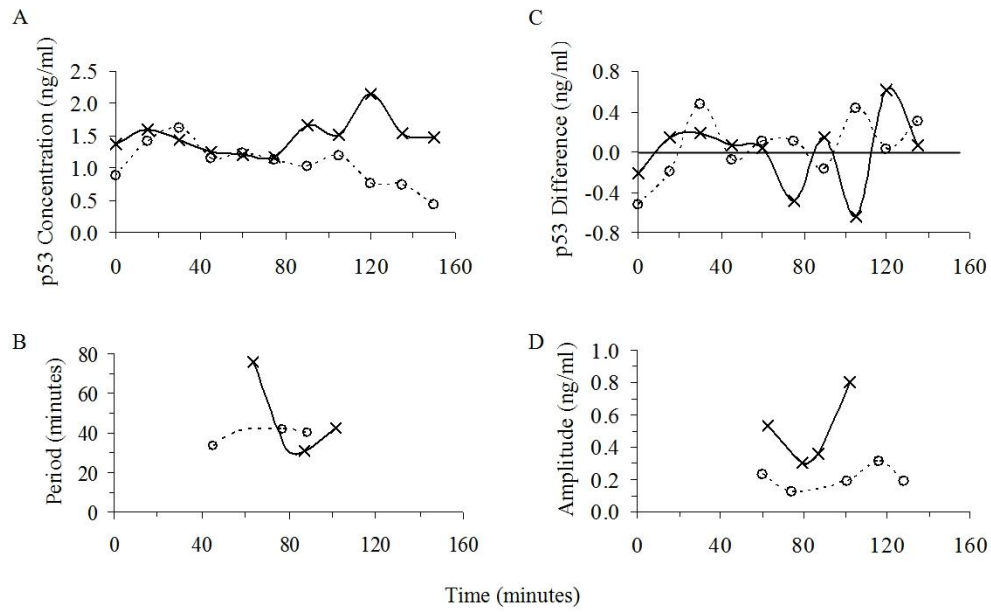 A
p53 Concentration (ng/ml)
2.5
2.0
1.5
1.0
0.5
0.0
0 40 80 120 160
C
p53 Difference (ng/ml)
0.8
0.4
0.0
-0.4
-0.8
0 40 80 120 160
B
Period (minutes)
80
60
40
20
0
0 40 80 120 160
D
Amplitude (ng/ml)
1.0
0.8
0.6
0.4
0.2
0.0
0 40 80 120 160
Time (minutes)